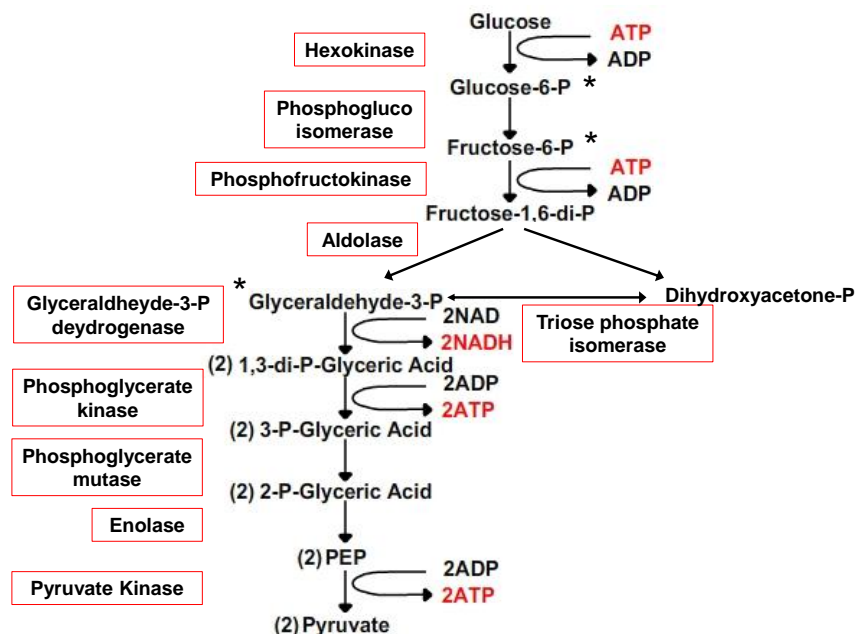 Glucose
Hexokinase
ATP
ADP
Glucose-6-P *
Phosphogluco
isomerase
Fructose-6-P *
Phosphofructokinase
ATP
ADP
Fructose-1,6-di-P
Aldolase
Glyceraldheyde-3-P
deydrogenase
* Glyceraldehyde-3-P
Dihydroxyacetone-P
2NAD
2NADH
Triose phosphate
isomerase
(2) 1,3-di-P-Glyceric Acid
Phosphoglycerate
kinase
2ADP
2ATP
(2) 3-P-Glyceric Acid
Phosphoglycerate
mutase
(2) 2-P-Glyceric Acid
Enolase
(2) PEP
Pyruvate Kinase
2ADP
2ATP
(2) Pyruvate